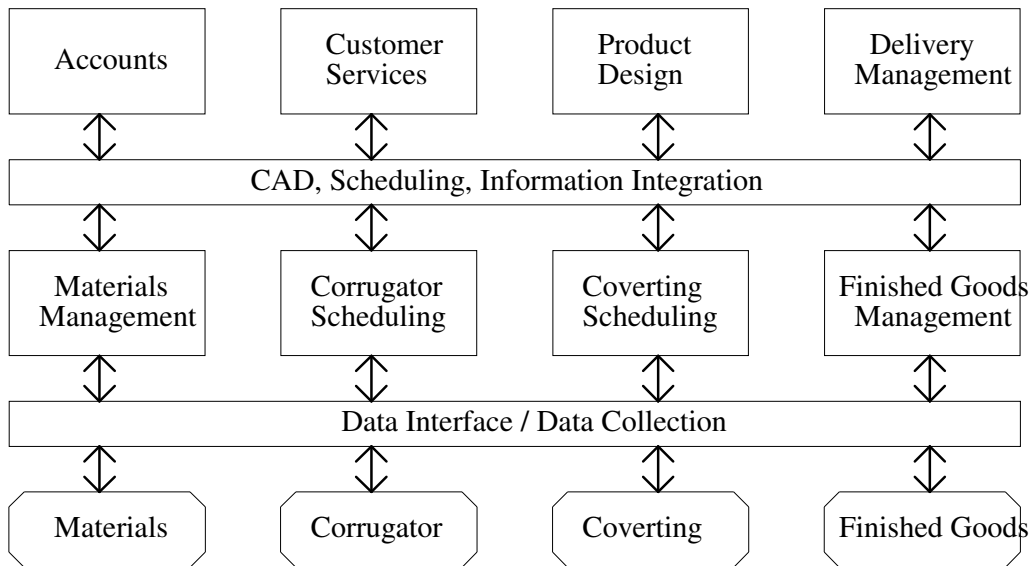 Accounts
Customer
Services
Product
Design
Delivery
Management
CAD, Scheduling, Information Integration
Materials
Management
Corrugator
Scheduling
Coverting
Scheduling
Finished Goods
Management
Data Interface / Data Collection
Materials
Corrugator
Coverting
Finished Goods